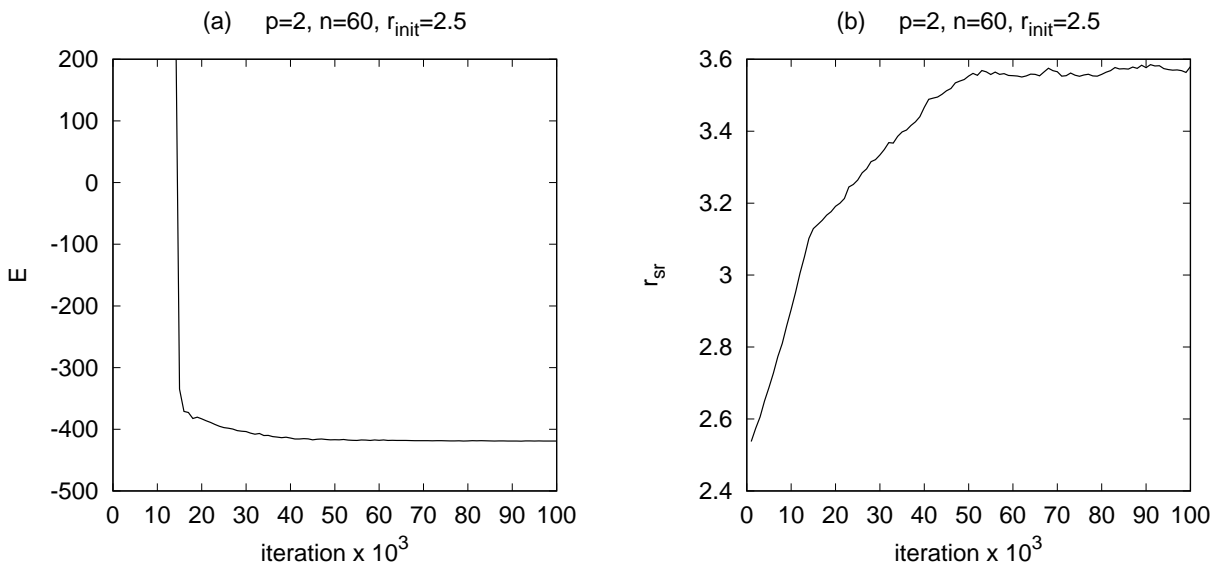 (a) p=2, n=60, r_init=2.5
200
100
0
-100
-200
-300
-400
-500
E
0 10 20 30 40 50 60 70 80 90 100
iteration x 10^3
(b) p=2, n=60, r_init=2.5
3.6
3.4
3.2
3
2.8
2.6
2.4
r_sr
0 10 20 30 40 50 60 70 80 90 100
iteration x 10^3